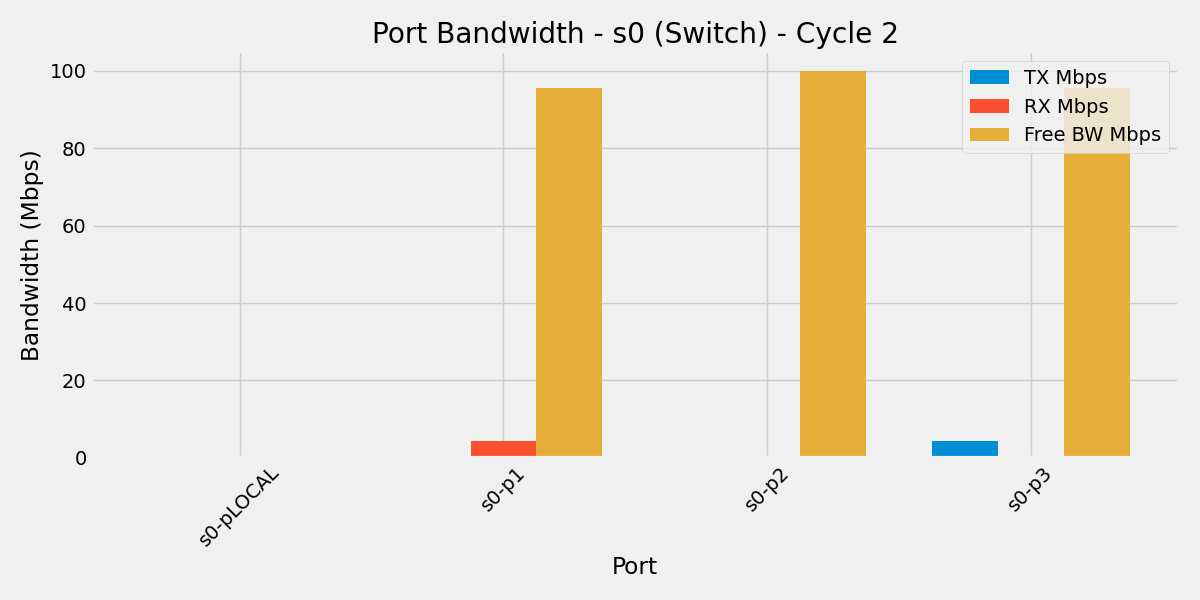 Port Bandwidth - s0 (Switch) - Cycle 2
Bandwidth (Mbps)
100
80
60
40
20
0
TX Mbps
RX Mbps
Free BW Mbps
s0-pLOCAL
s0-p1
s0-p2
s0-p3
Port